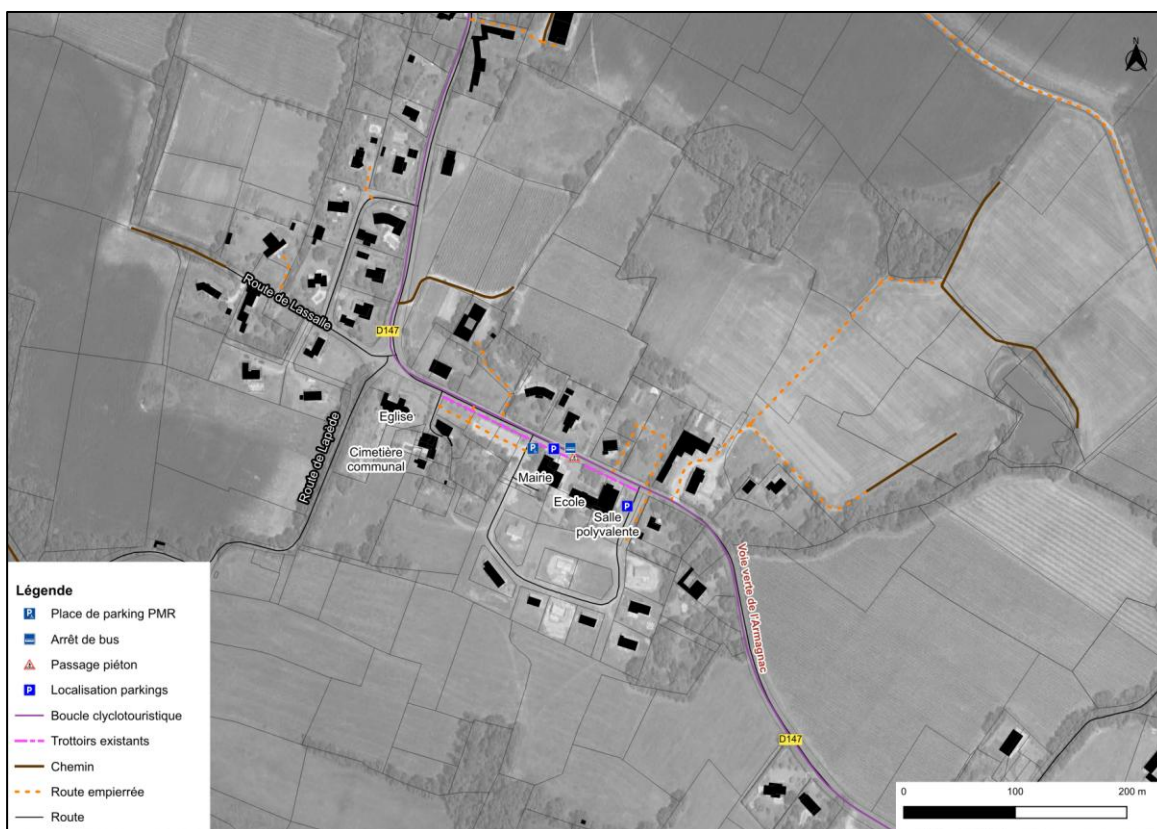 N
Route de Lassalle
D147
Route de Lapède
Eglise
Cimetière
communal
Mairie
Ecole
Salle
polyvalente
Voie verte de l'Armagnac
D147
Légende
Place de parking PMR
Arrêt de bus
Passage piéton
Localisation parkings
Boucle clyclotouristique
Trottoirs existants
Chemin
Route empierrée
Route
0 100 200 m